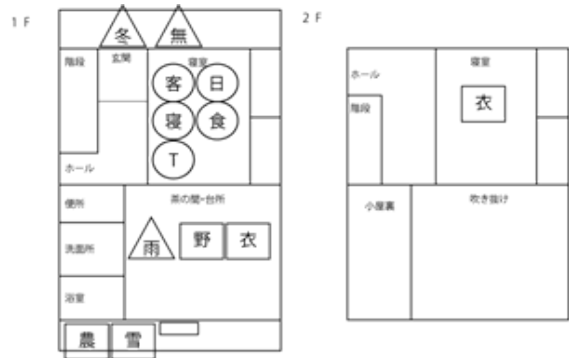 1F
冬 無
階段 玄関 寝室
客 日
寝 食
T
ホール
便所 茶の間・台所
洗面所 雨 野 衣
浴室
農 雪
2F
ホール 寝室
階段 衣
小屋裏 吹き抜け